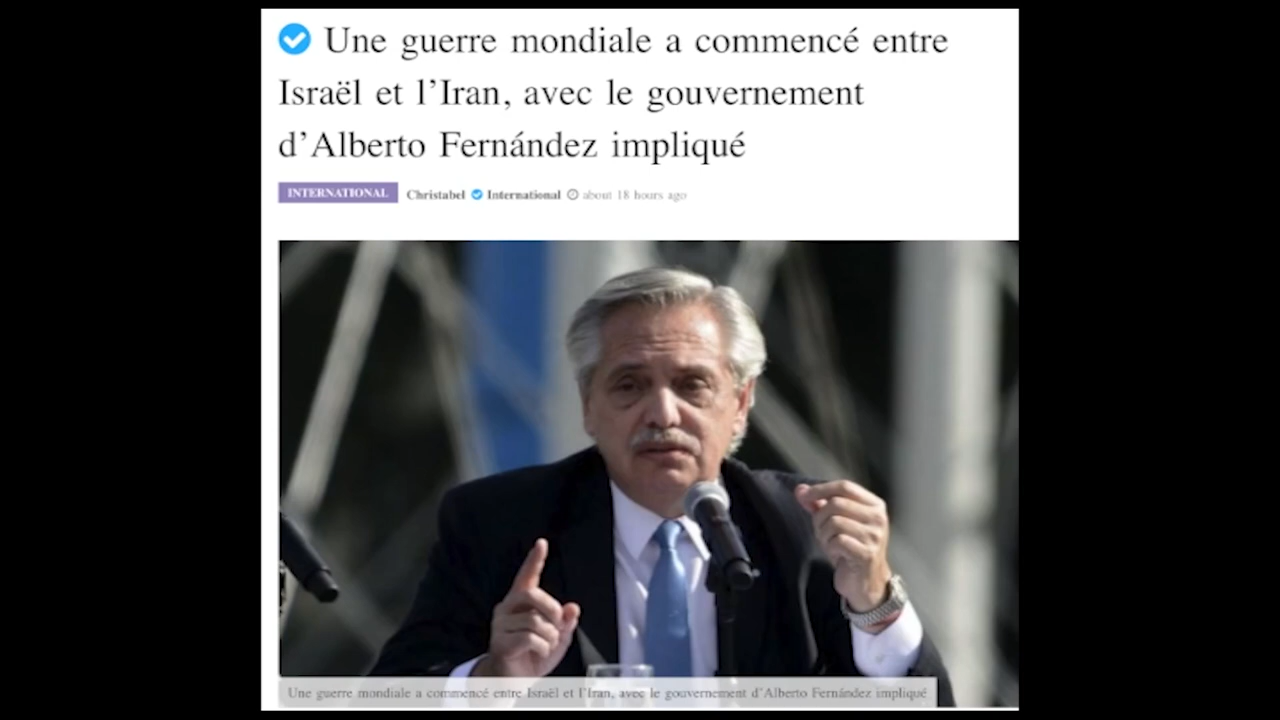 Une guerre mondiale a commencé entre
Israël et l’Iran, avec le gouvernement
d’Alberto Fernández impliqué
INTERNATIONAL Christabel International about 18 hours ago
Une guerre mondiale a commencé entre Israël et l’Iran, avec le gouvernement d’Alberto Fernández impliqué